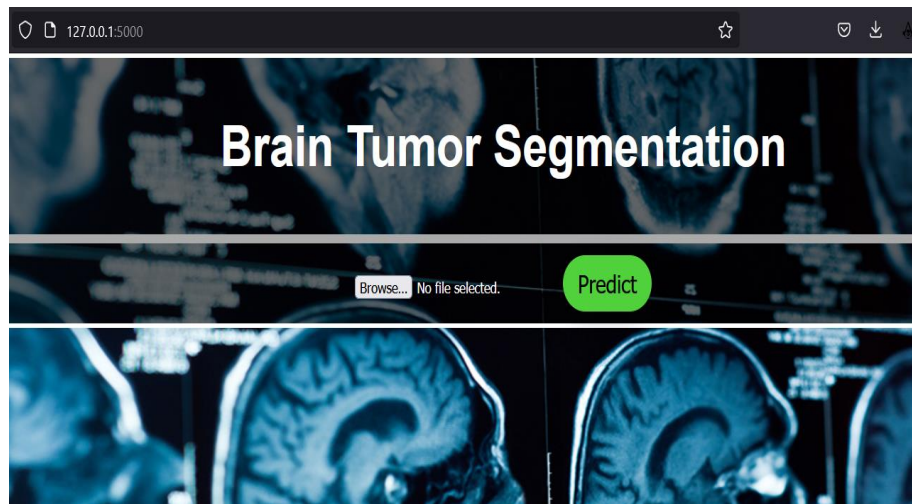 127.0.0.1:5000
Brain Tumor Segmentation
Browse... No file selected.
Predict